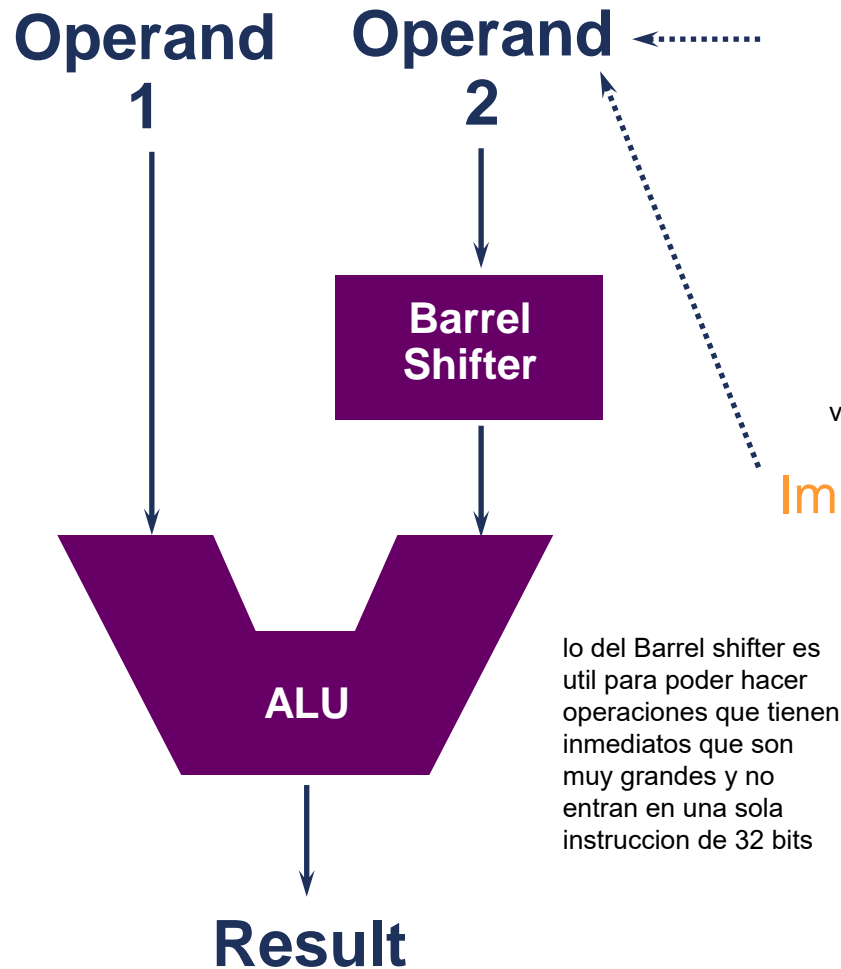 Operand
1
Operand
2
Barrel
Shifter
v
Im
ALU
lo del Barrel shifter es
util para poder hacer
operaciones que tienen
inmediatos que son
muy grandes y no
entran en una sola
instruccion de 32 bits
Result